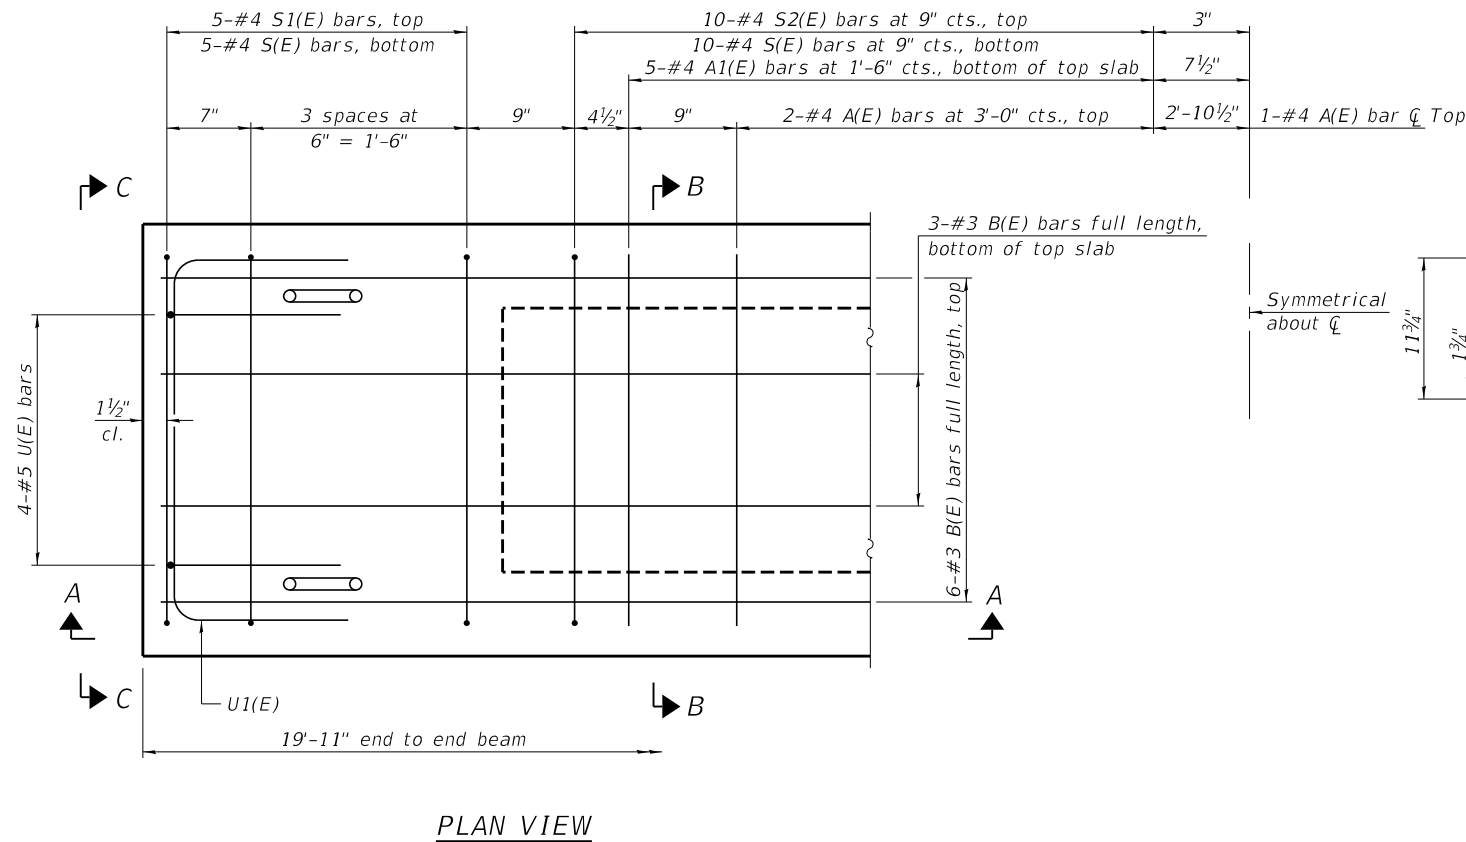 5-#4 S1(E) bars, top
5-#4 S(E) bars, bottom
10-#4 S2(E) bars at 9" cts., top
10-#4 S(E) bars at 9" cts., bottom
3"
5-#4 A1(E) bars at 1'-6" cts., bottom of top slab
7½"
7"
3 spaces at
6" = 1'-6"
9"
4½"
9"
2-#4 A(E) bars at 3'-0" cts., top
2'-10½"
1-#4 A(E) bar ℄ Top
C
B
3-#3 B(E) bars full length,
bottom of top slab
Symmetrical
about ℄
11¾"
1¾"
4-#5 U(E) bars
1½"
cl.
6-#3 B(E) bars full length, top
A
A
C
U1(E)
B
19'-11" end to end beam
PLAN VIEW